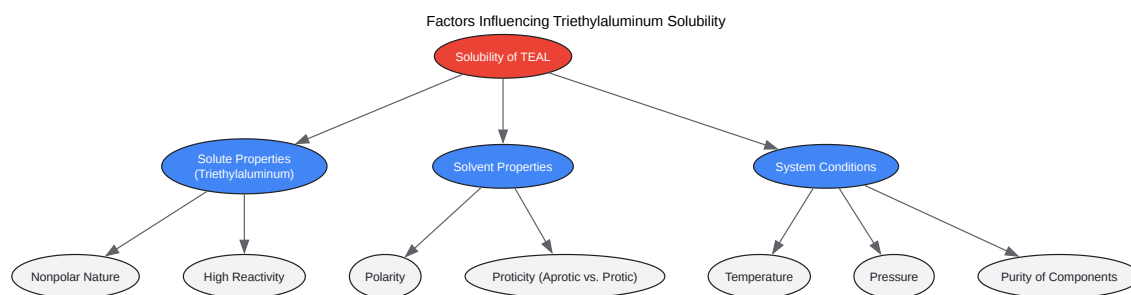 Factors Influencing Triethylaluminum Solubility
Solubility of TEAL
Solute Properties
(Triethylaluminum)
Solvent Properties
System Conditions
Nonpolar Nature
High Reactivity
Polarity
Proticity (Aprotic vs. Protic)
Temperature
Pressure
Purity of Components